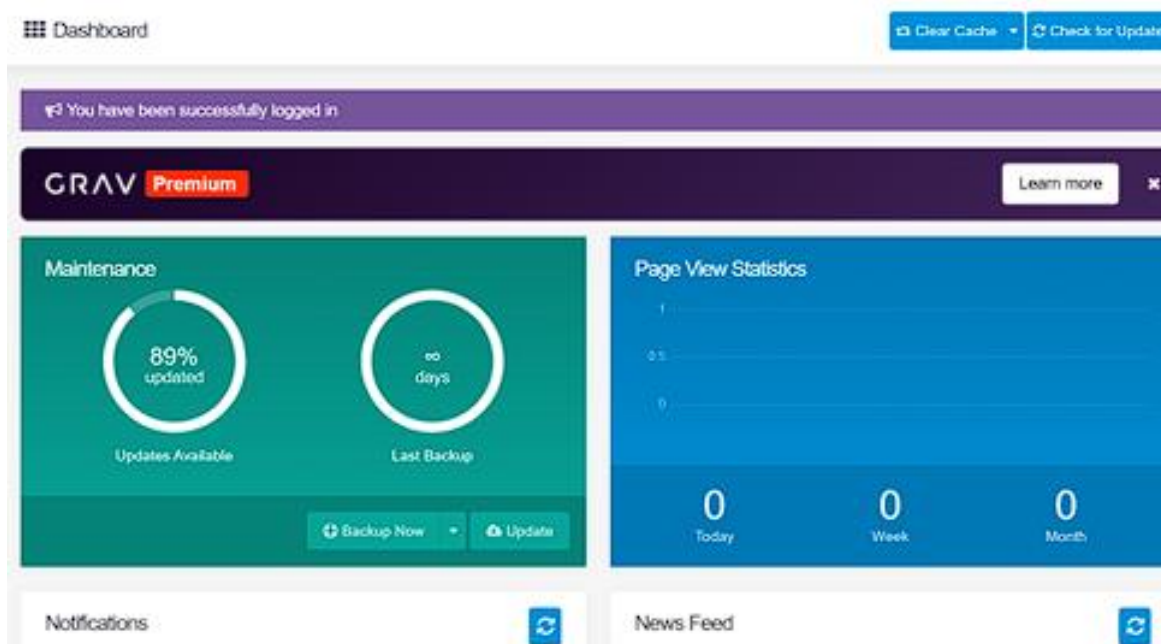 Dashboard
Clear Cache
Check for Update
You have been successfully logged in
GRAV Premium
Learn more
Maintenance
89%
updated
Updates Available
∞
days
Last Backup
Backup Now
Update
Page View Statistics
1
0.5
0
0
Today
0
Week
0
Month
Notifications
News Feed